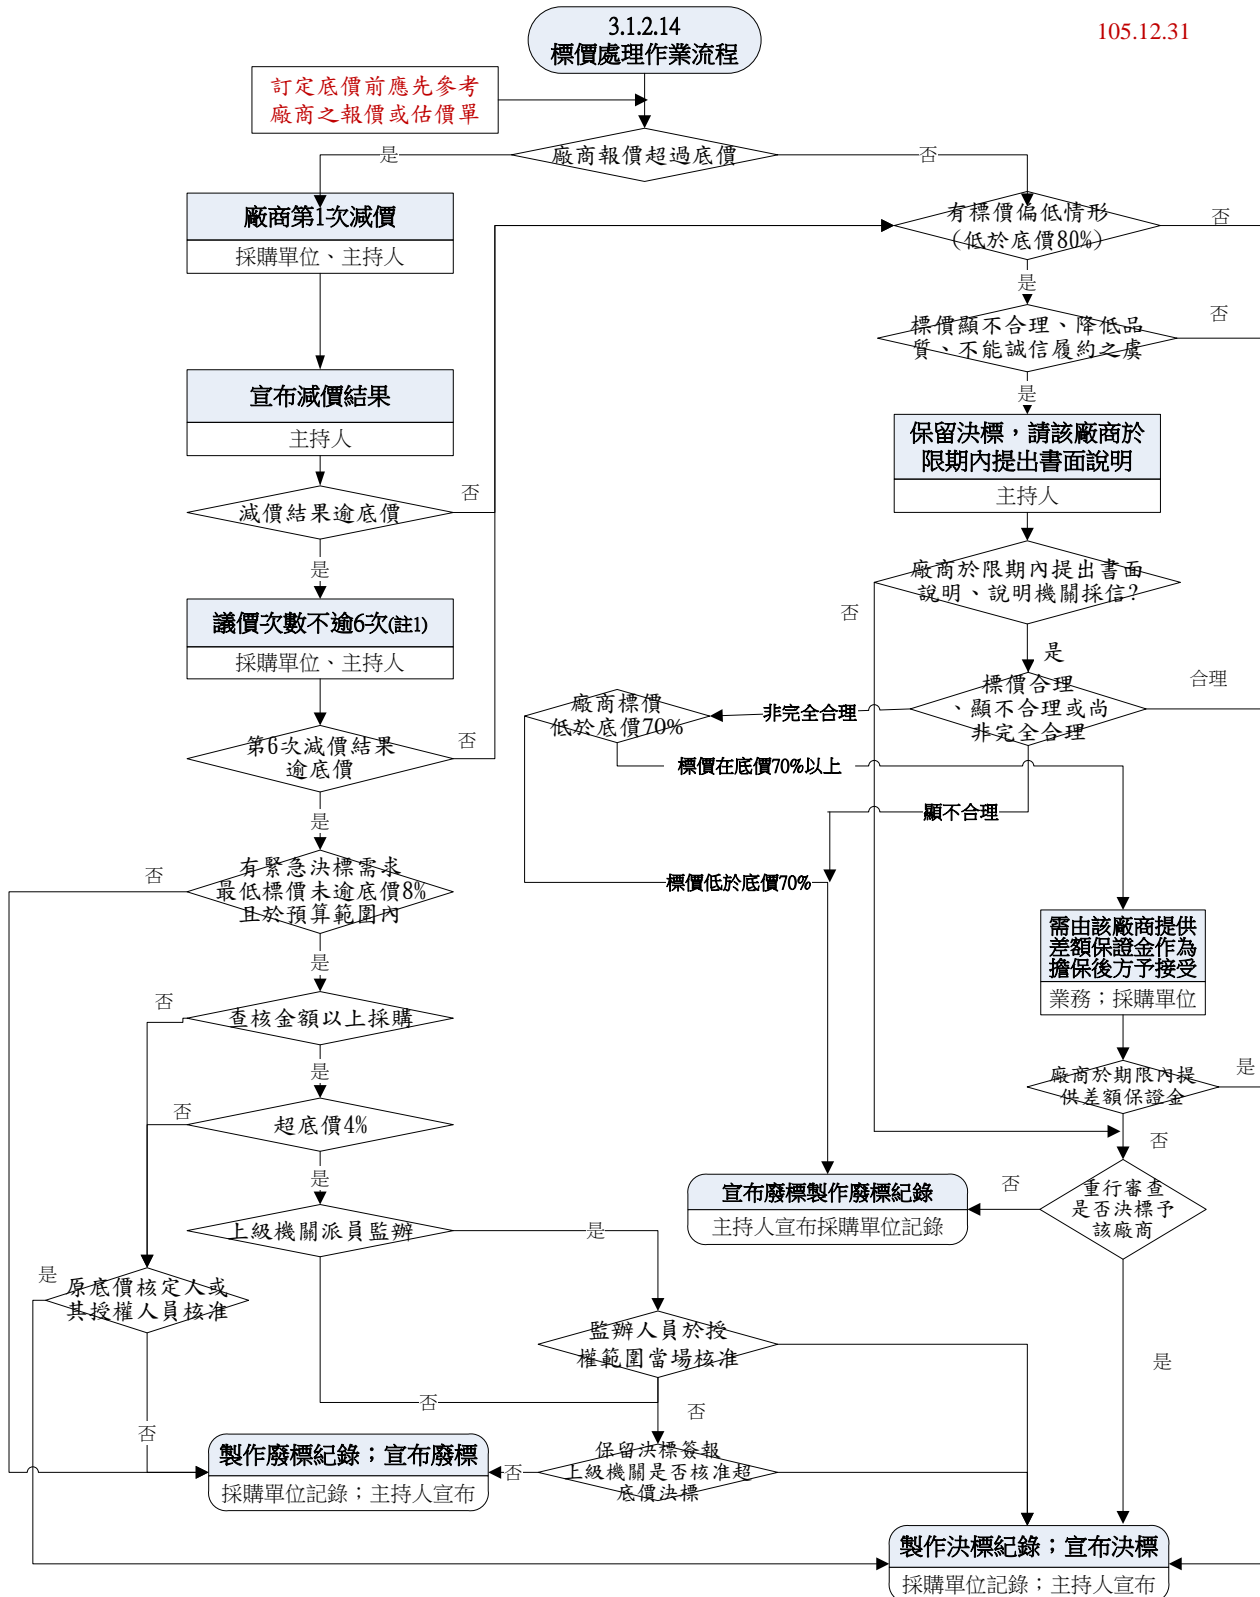 3.1.2.14
標價處理作業流程
105.12.31
訂定底價前應先參考
廠商之報價或估價單
廠商報價超過底價
是
否
廠商第1次減價
採購單位、主持人
有標價偏低情形
(低於底價80%)
否
是
標價顯不合理、降低品
質、不能誠信履約之虞
否
是
宣布減價結果
主持人
保留決標，請該廠商於
限期內提出書面說明
主持人
減價結果逾底價
否
是
廠商於限期內提出書面
說明、說明機關採信?
否
是
議價次數不逾6次(註1)
採購單位、主持人
標價合理
、顯不合理或尚
非完全合理
合理
非完全合理
廠商標價
低於底價70%
標價在底價70%以上
顯不合理
標價低於底價70%
第6次減價結果
逾底價
否
是
有緊急決標需求
最低標價未逾底價8%
且於預算範圍內
否
是
需由該廠商提供
差額保證金作為
擔保後方予接受
業務；採購單位
查核金額以上採購
否
是
廠商於期限內提
供差額保證金
是
否
超底價4%
否
是
重行審查
是否決標予
該廠商
否
是
宣布廢標製作廢標紀錄
主持人宣布採購單位記錄
上級機關派員監辦
是
否
原底價核定人或
其授權人員核准
是
否
監辦人員於授
權範圍當場核准
否
保留決標簽報
上級機關是否核准超
底價決標
否
製作廢標紀錄；宣布廢標
採購單位記錄；主持人宣布
製作決標紀錄；宣布決標
採購單位記錄；主持人宣布